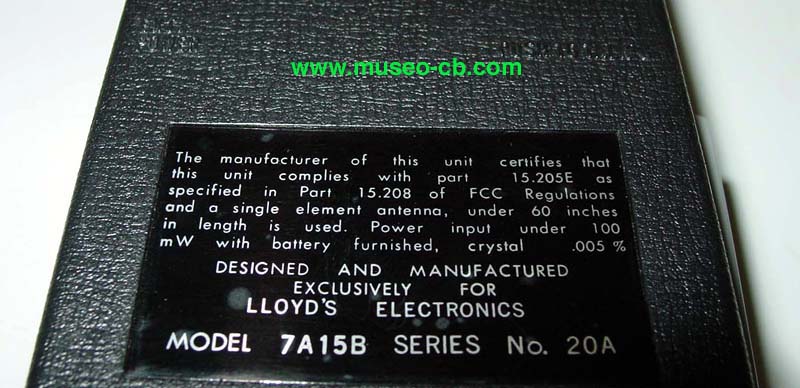 www.museo-cb.com
The manufacturer of this unit certifies that
this unit complies with part 15.205E as
specified in Part 15.208 of FCC Regulations
and a single element antenna, under 60 inches
in length is used. Power input under 100
mW with battery furnished, crystal .005 %
DESIGNED AND MANUFACTURED
EXCLUSIVELY FOR
LLOYD'S ELECTRONICS
MODEL 7A15B SERIES No. 20A